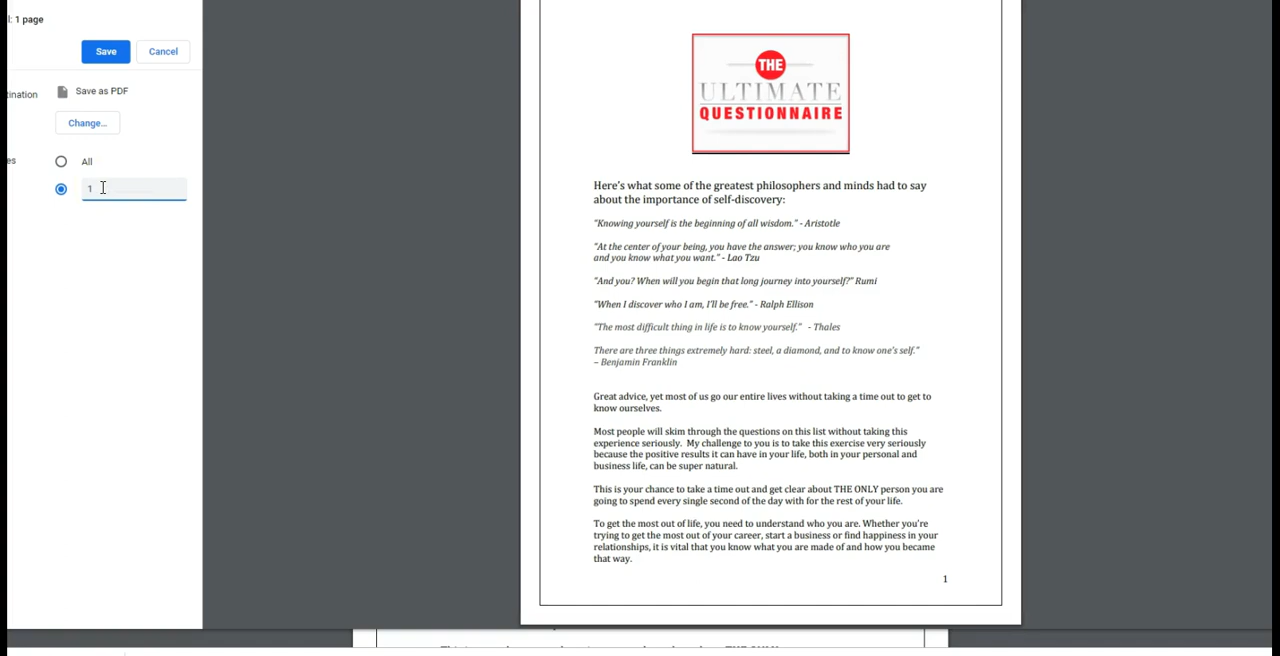 l: 1 page
Save
Cancel
tination
Save as PDF
Change...
es
All
1
THE
ULTIMATE
QUESTIONNAIRE
Here's what some of the greatest philosophers and minds had to say
about the importance of self-discovery:
"Knowing yourself is the beginning of all wisdom." - Aristotle
"At the center of your being, you have the answer; you know who you are
and you know what you want." - Lao Tzu
"And you? When will you begin that long journey into yourself?" Rumi
"When I discover who I am, I'll be free." - Ralph Ellison
"The most difficult thing in life is to know yourself." - Thales
There are three things extremely hard: steel, a diamond, and to know one's self."
– Benjamin Franklin
Great advice, yet most of us go our entire lives without taking a time out to get to
know ourselves.
Most people will skim through the questions on this list without taking this
experience seriously. My challenge to you is to take this exercise very seriously
because the positive results it can have in your life, both in your personal and
business life, can be super natural.
This is your chance to take a time out and get clear about THE ONLY person you are
going to spend every single second of the day with for the rest of your life.
To get the most out of life, you need to understand who you are. Whether you're
trying to get the most out of your career, start a business or find happiness in your
relationships, it is vital that you know what you are made of and how you became
that way.
1